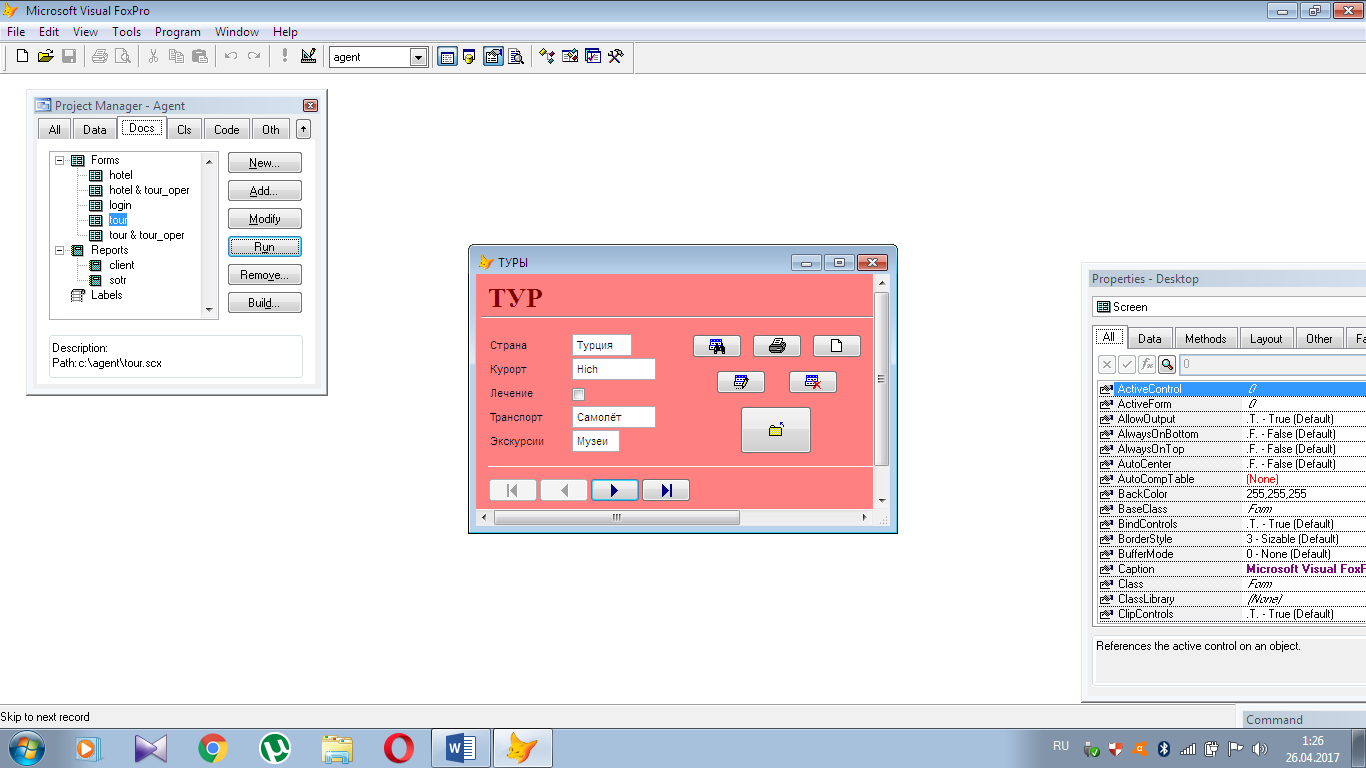 Microsoft Visual FoxPro
File Edit View Tools Program Window Help
agent
Project Manager - Agent
All Data Docs Cls Code Oth
Forms
hotel
hotel & tour_oper
login
tour
tour & tour_oper
Reports
client
sotr
Labels
New...
Add...
Modify
Run
Remove...
Build...
Description:
Path: c:\agent\tour.scx
ТУРЫ
ТУР
Страна Турция
Курорт Hich
Лечение
Транспорт Самолёт
Экскурсии Музеи
Properties - Desktop
Screen
All Data Methods Layout Other Fa
0
ActiveControl 0
ActiveForm 0
AllowOutput .T. - True (Default)
AlwaysOnBottom .F. - False (Default)
AlwaysOnTop .F. - False (Default)
AutoCenter .F. - False (Default)
AutoCompTable (None)
BackColor 255,255,255
BaseClass Form
BindControls .T. - True (Default)
BorderStyle 3 - Sizable (Default)
BufferMode 0 - None (Default)
Caption Microsoft Visual FoxP
Class Form
ClassLibrary (None)
ClipControls .T. - True (Default)
References the active control on an object.
Skip to next record
Command
RU
1:26
26.04.2017